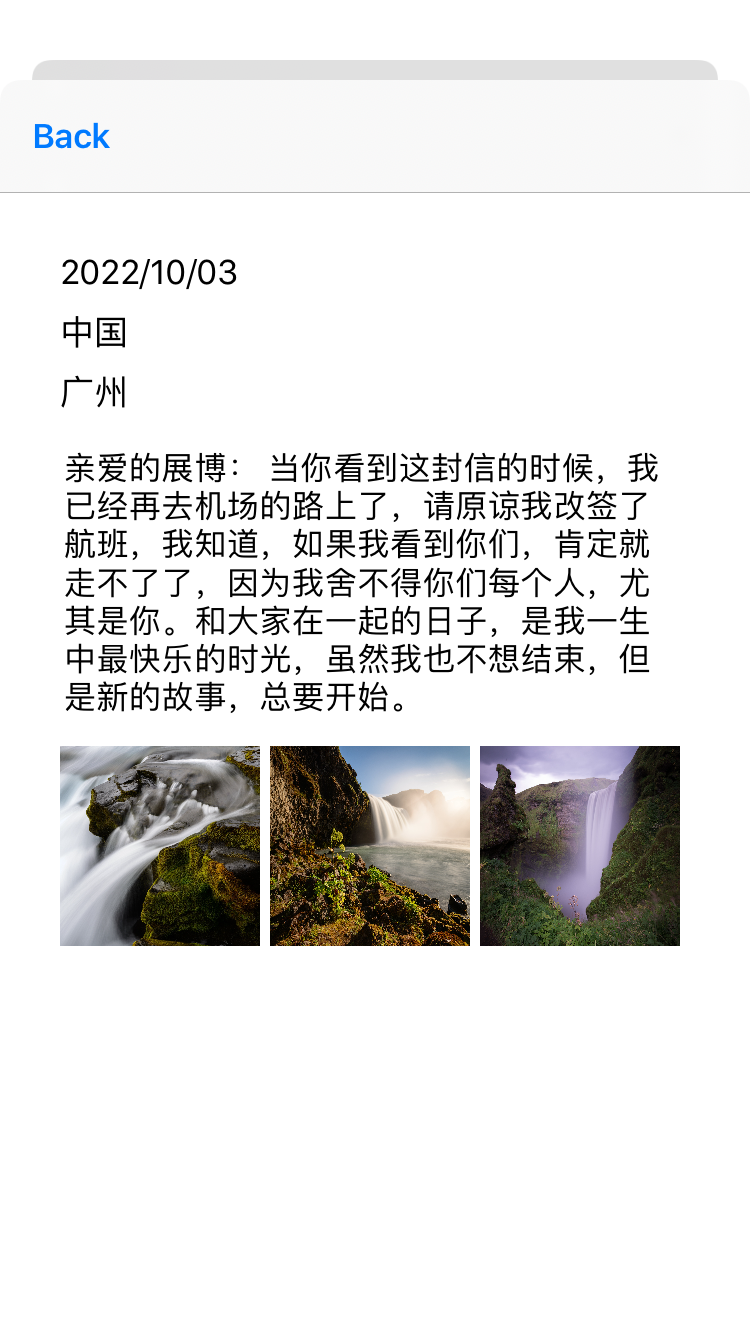 Back
2022/10/03
中国
广州
亲爱的展博： 当你看到这封信的时候，我
已经再去机场的路上了，请原谅我改签了
航班，我知道，如果我看到你们，肯定就
走不了了，因为我舍不得你们每个人，尤
其是你。和大家在一起的日子，是我一生
中最快乐的时光，虽然我也不想结束，但
是新的故事，总要开始。